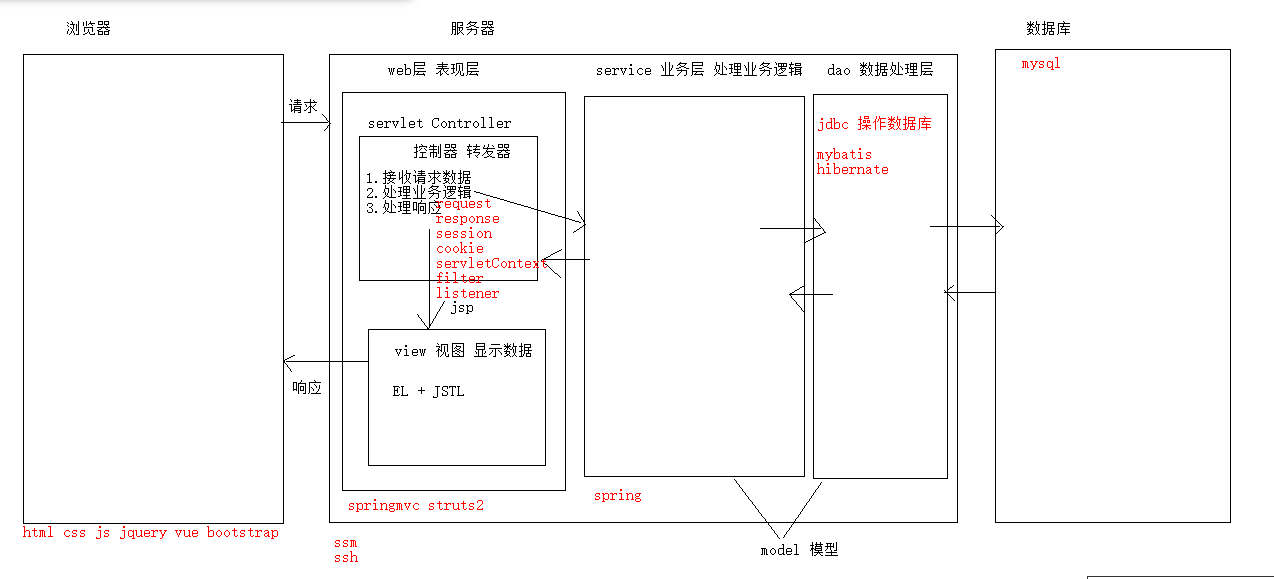 浏览器
服务器
数据库
web层 表现层
service 业务层 处理业务逻辑
dao 数据处理层
mysql
请求
servlet Controller
控制器 转发器
1.接收请求数据
2.处理业务逻辑
3.处理响应
request
response
session
cookie
servletContext
filter
listener
jsp
jdbc 操作数据库
mybatis
hibernate
view 视图 显示数据
EL + JSTL
响应
springmvc struts2
spring
html css js jquery vue bootstrap
ssm
ssh
model 模型